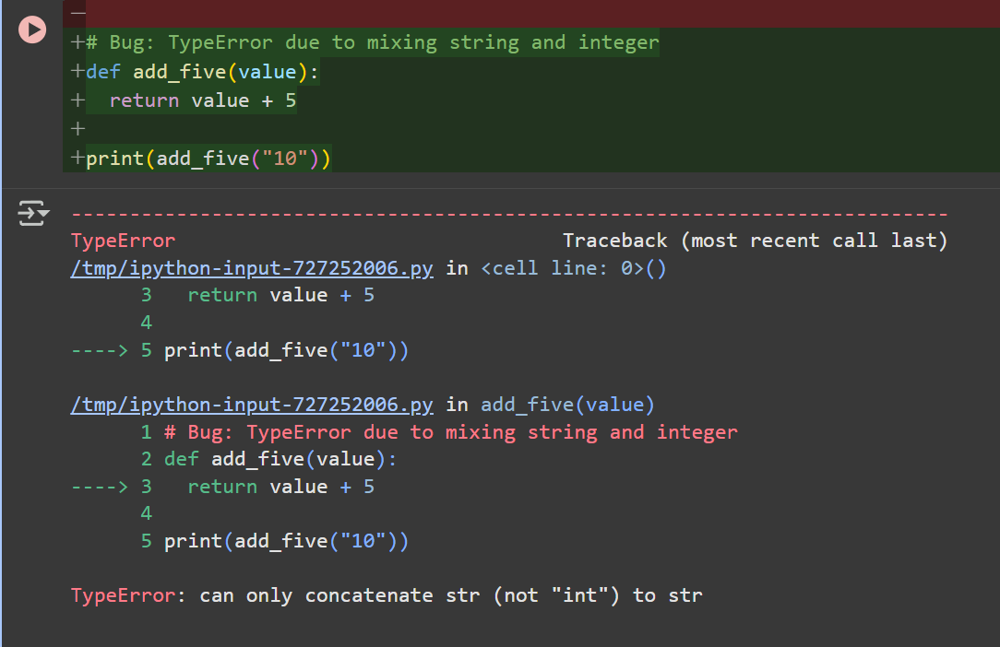 —
+# Bug: TypeError due to mixing string and integer
+def add_five(value):
+  return value + 5
+
+print(add_five("10"))
---------------------------------------------------------------------------
TypeError                                 Traceback (most recent call last)
/tmp/ipython-input-727252006.py in <cell line: 0>()
      3   return value + 5
      4
----> 5 print(add_five("10"))
/tmp/ipython-input-727252006.py in add_five(value)
      1 # Bug: TypeError due to mixing string and integer
      2 def add_five(value):
----> 3   return value + 5
      4
      5 print(add_five("10"))
TypeError: can only concatenate str (not "int") to str